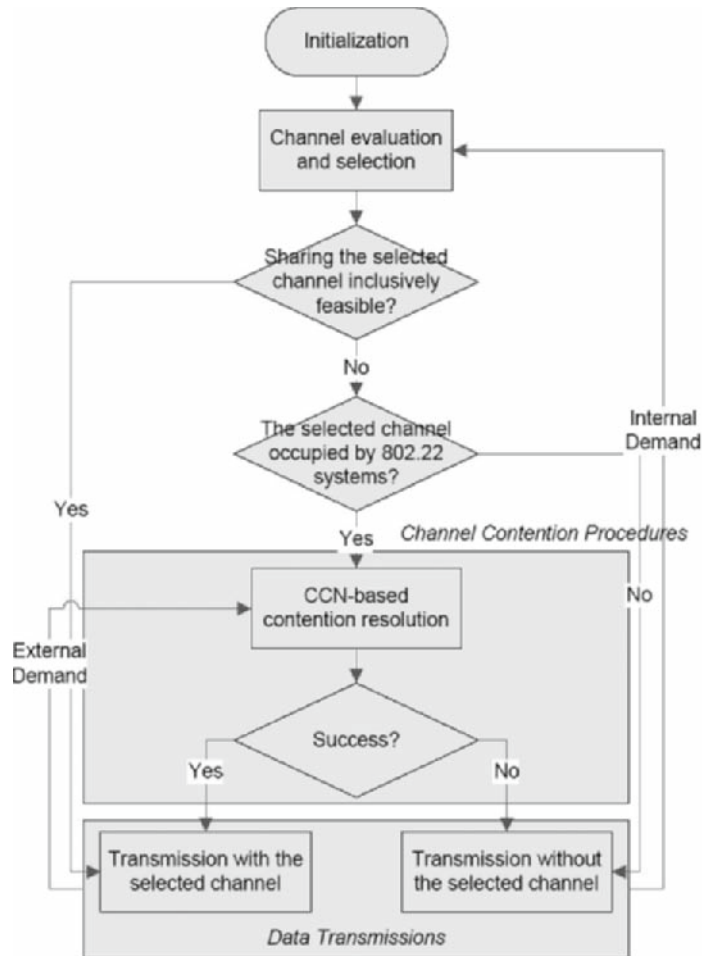 Initialization
Channel evaluation
and selection
Sharing the selected
channel inclusively
feasible?
No
The selected channel
occupied by 802.22
systems?
Internal
Demand
Yes
Yes
Channel Contention Procedures
CCN-based
contention resolution
No
External
Demand
Success?
Yes
No
Transmission with the
selected channel
Transmission without
the selected channel
Data Transmissions